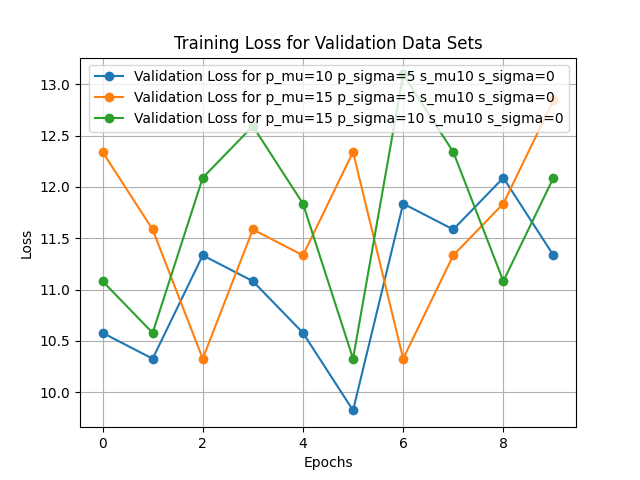 Training Loss for Validation Data Sets
Validation Loss for p_mu=10 p_sigma=5 s_mu10 s_sigma=0
Validation Loss for p_mu=15 p_sigma=5 s_mu10 s_sigma=0
Validation Loss for p_mu=15 p_sigma=10 s_mu10 s_sigma=0
Loss
13.0
12.5
12.0
11.5
11.0
10.5
10.0
0 2 4 6 8
Epochs